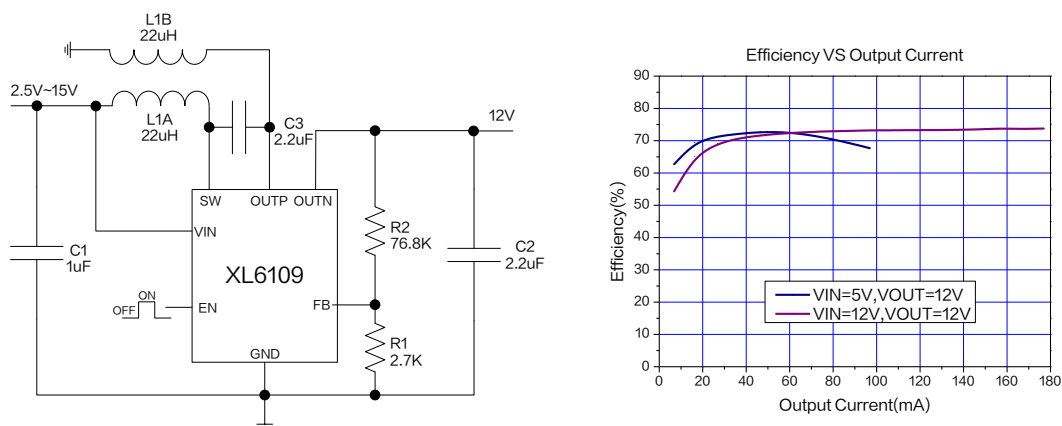 L1B
22uH
2.5V~15V
L1A
22uH
C3
2.2uF
12V
SW
OUTP
OUTN
VIN
R2
76.8K
C1
1uF
C2
2.2uF
XL6109
ON
OFF
EN
FB
R1
2.7K
GND
Efficiency VS Output Current
90
80
70
60
50
40
30
20
10
0
Efficiency(%)
VIN=5V,VOUT=12V
VIN=12V,VOUT=12V
0 20 40 60 80 100 120 140 160 180
Output Current(mA)